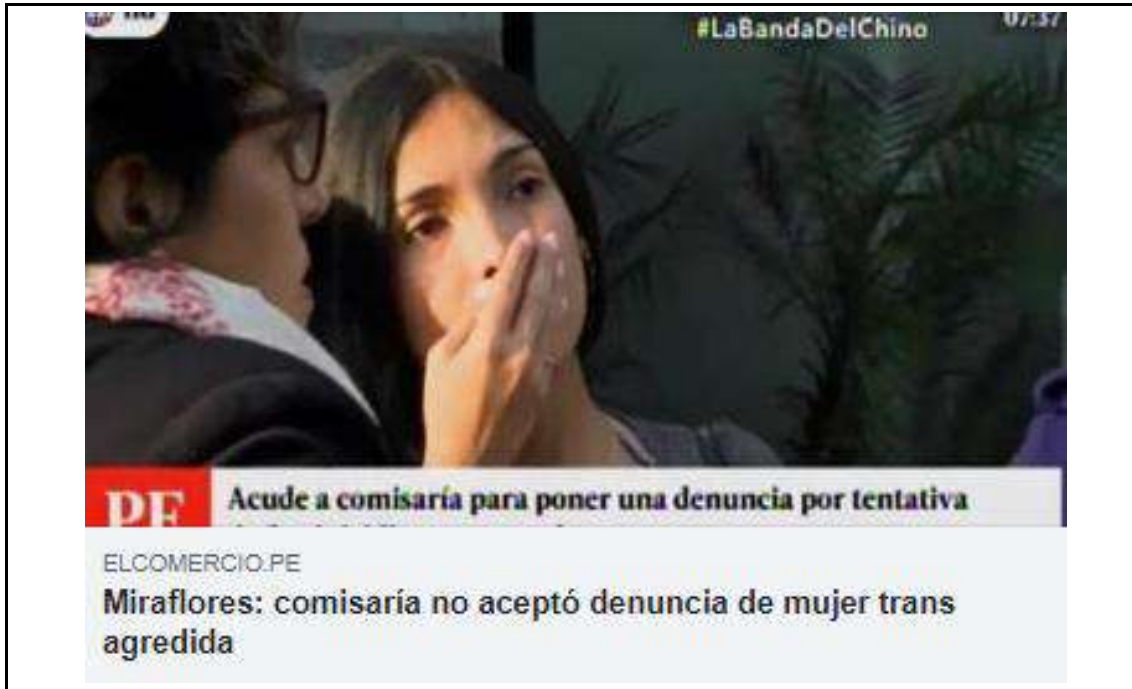 #LaBandaDelChino
07:37
PE
Acude a comisaría para poner una denuncia por tentativa
ELCOMERCIO.PE
Miraflores: comisaría no aceptó denuncia de mujer trans
agredida